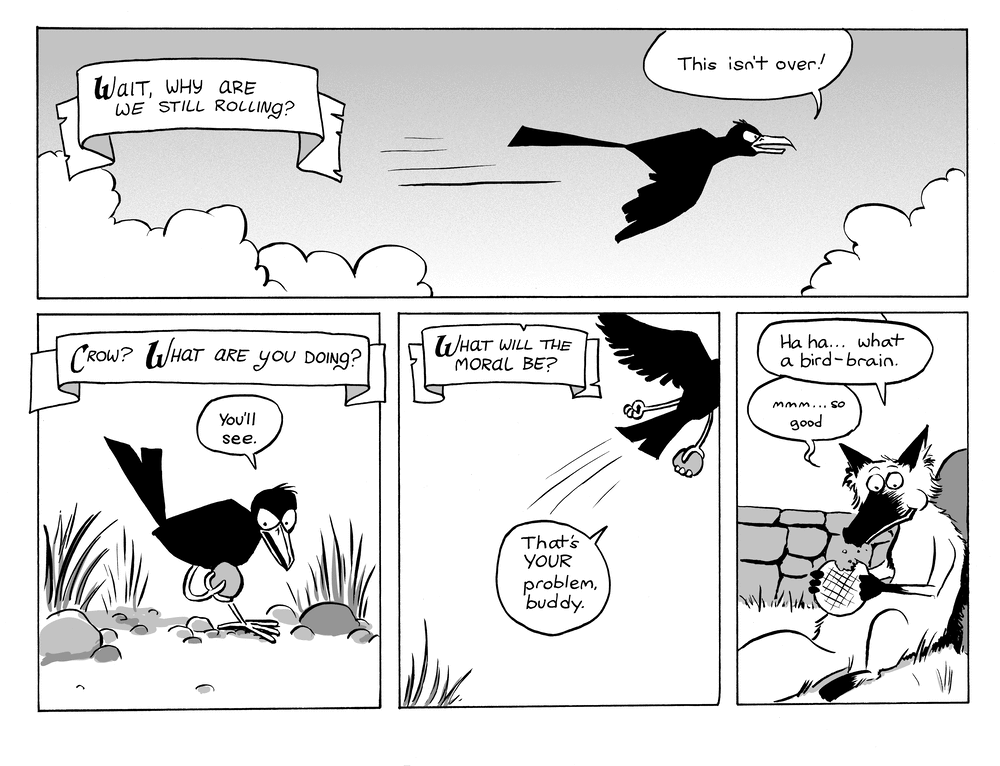 Wait, why are
we still rolling?
This isn't over!
Crow? What are you doing?
You'll
see.
What will the
moral be?
That's
YOUR
problem,
buddy.
Ha ha... what
a bird-brain.
mmm...so
good